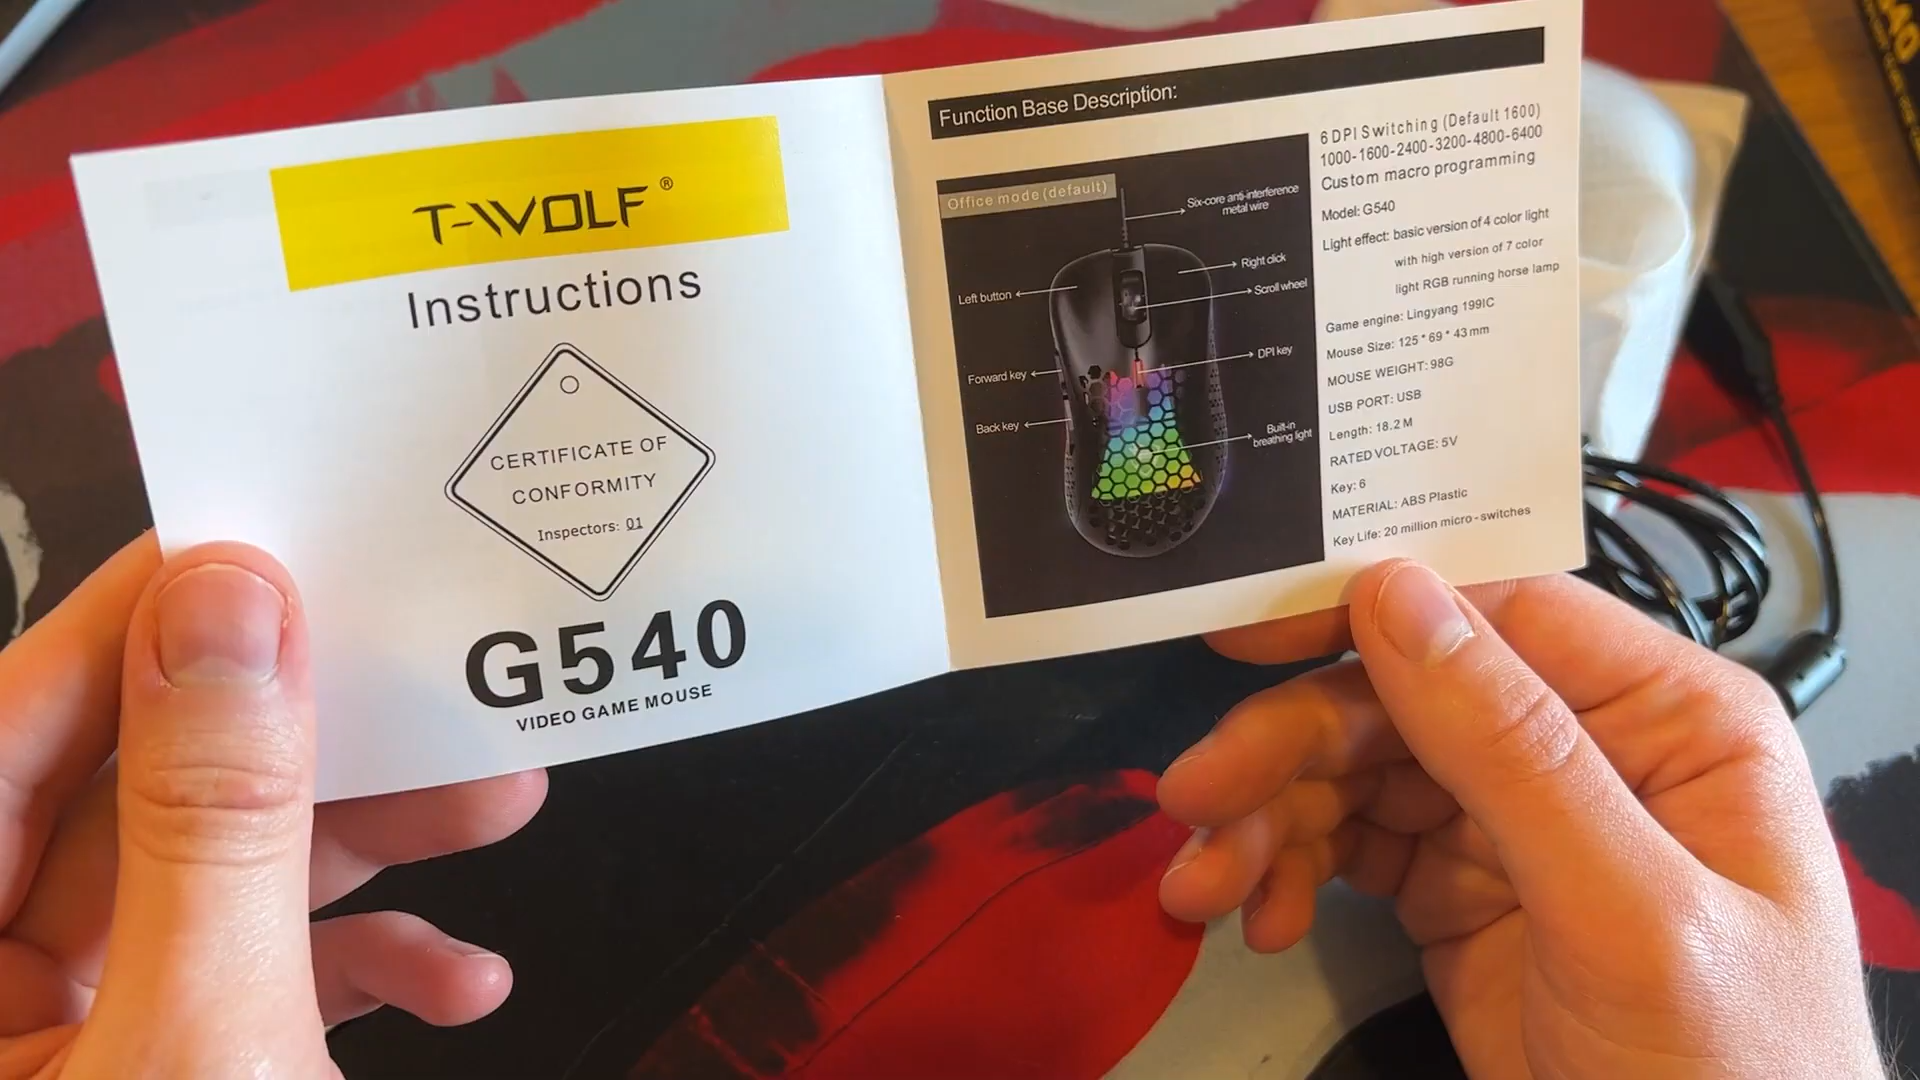 T-WOLF ®
Instructions
CERTIFICATE OF
CONFORMITY
Inspectors: 01
G540
VIDEO GAME MOUSE
Function Base Description:
Office mode (default)
Six-core anti-interference
metal wire
Left button
Right click
Scroll wheel
Forward key
DPI key
Back key
Built-in
breathing light
6 DPI Switching (Default 1600)
1000-1600-2400-3200-4800-6400
Custom macro programming
Model: G540
Light effect: basic version of 4 color light
with high version of 7 color
light RGB running horse lamp
Game engine: Lingyang 199IC
Mouse Size: 125 * 69 * 43 mm
MOUSE WEIGHT: 98G
USB PORT: USB
Length: 18.2 M
RATED VOLTAGE: 5V
Key: 6
MATERIAL: ABS Plastic
Key Life: 20 million micro-switches